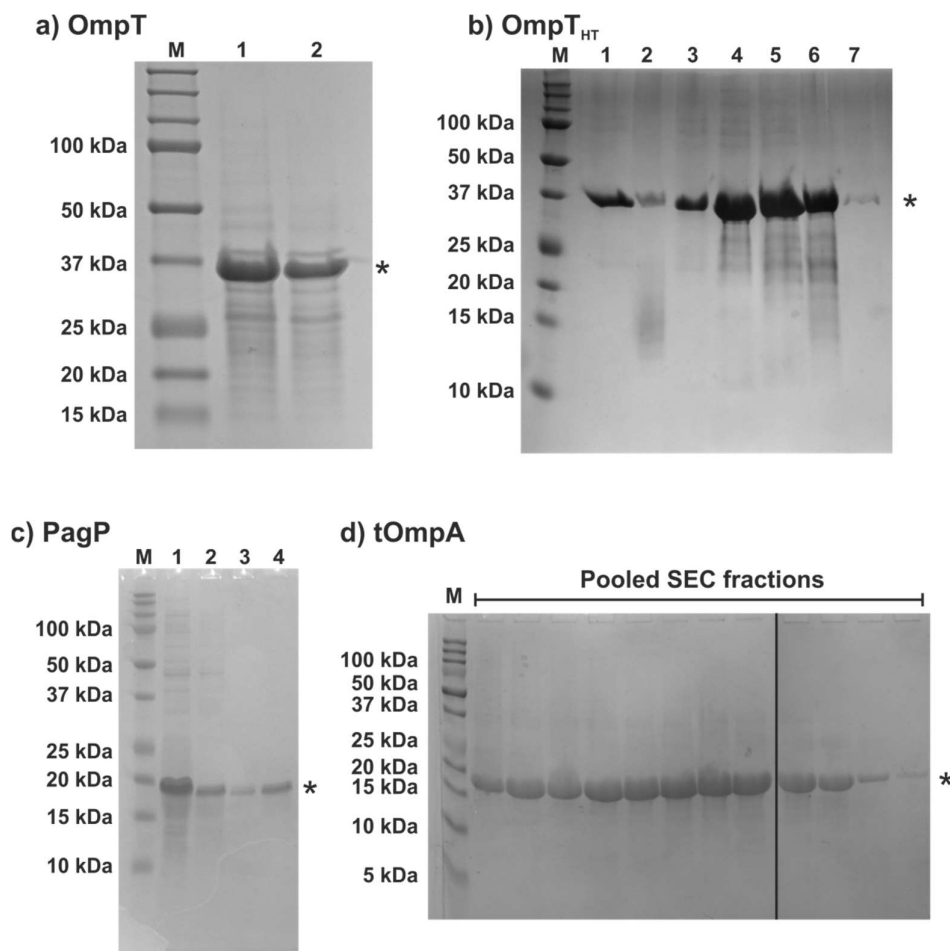 a) OmpT
M 1 2
100 kDa
50 kDa
37 kDa
25 kDa
20 kDa
15 kDa
*
b) OmpT_HT
M 1 2 3 4 5 6 7
100 kDa
50 kDa
37 kDa
25 kDa
20 kDa
15 kDa
10 kDa
*
c) PagP
M 1 2 3 4
100 kDa
50 kDa
37 kDa
25 kDa
20 kDa
15 kDa
10 kDa
*
d) tOmpA
Pooled SEC fractions
M
100 kDa
50 kDa
37 kDa
25 kDa
20 kDa
15 kDa
10 kDa
5 kDa
*